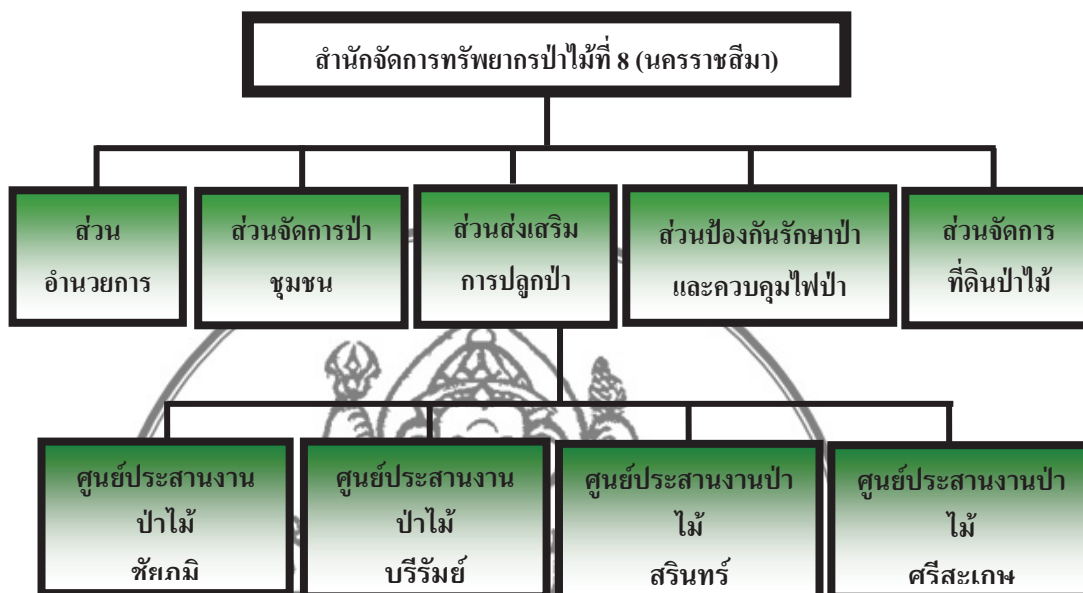 สำนักจัดการทรัพยากรป่าไม้ที่ 8 (นครราชสีมา)
ส่วน
อำนวยการ
ส่วนจัดการป่า
ชุมชน
ส่วนส่งเสริม
การปลูกป่า
ส่วนป้องกันรักษาป่า
และควบคุมไฟป่า
ส่วนจัดการ
ที่ดินป่าไม้
ศูนย์ประสานงาน
ป่าไม้
ชัยภมิ
ศูนย์ประสานงาน
ป่าไม้
บรีรัมย์
ศูนย์ประสานงานป่า
ไม้
สรินทร์
ศูนย์ประสานงานป่า
ไม้
ศรีสะเกษ